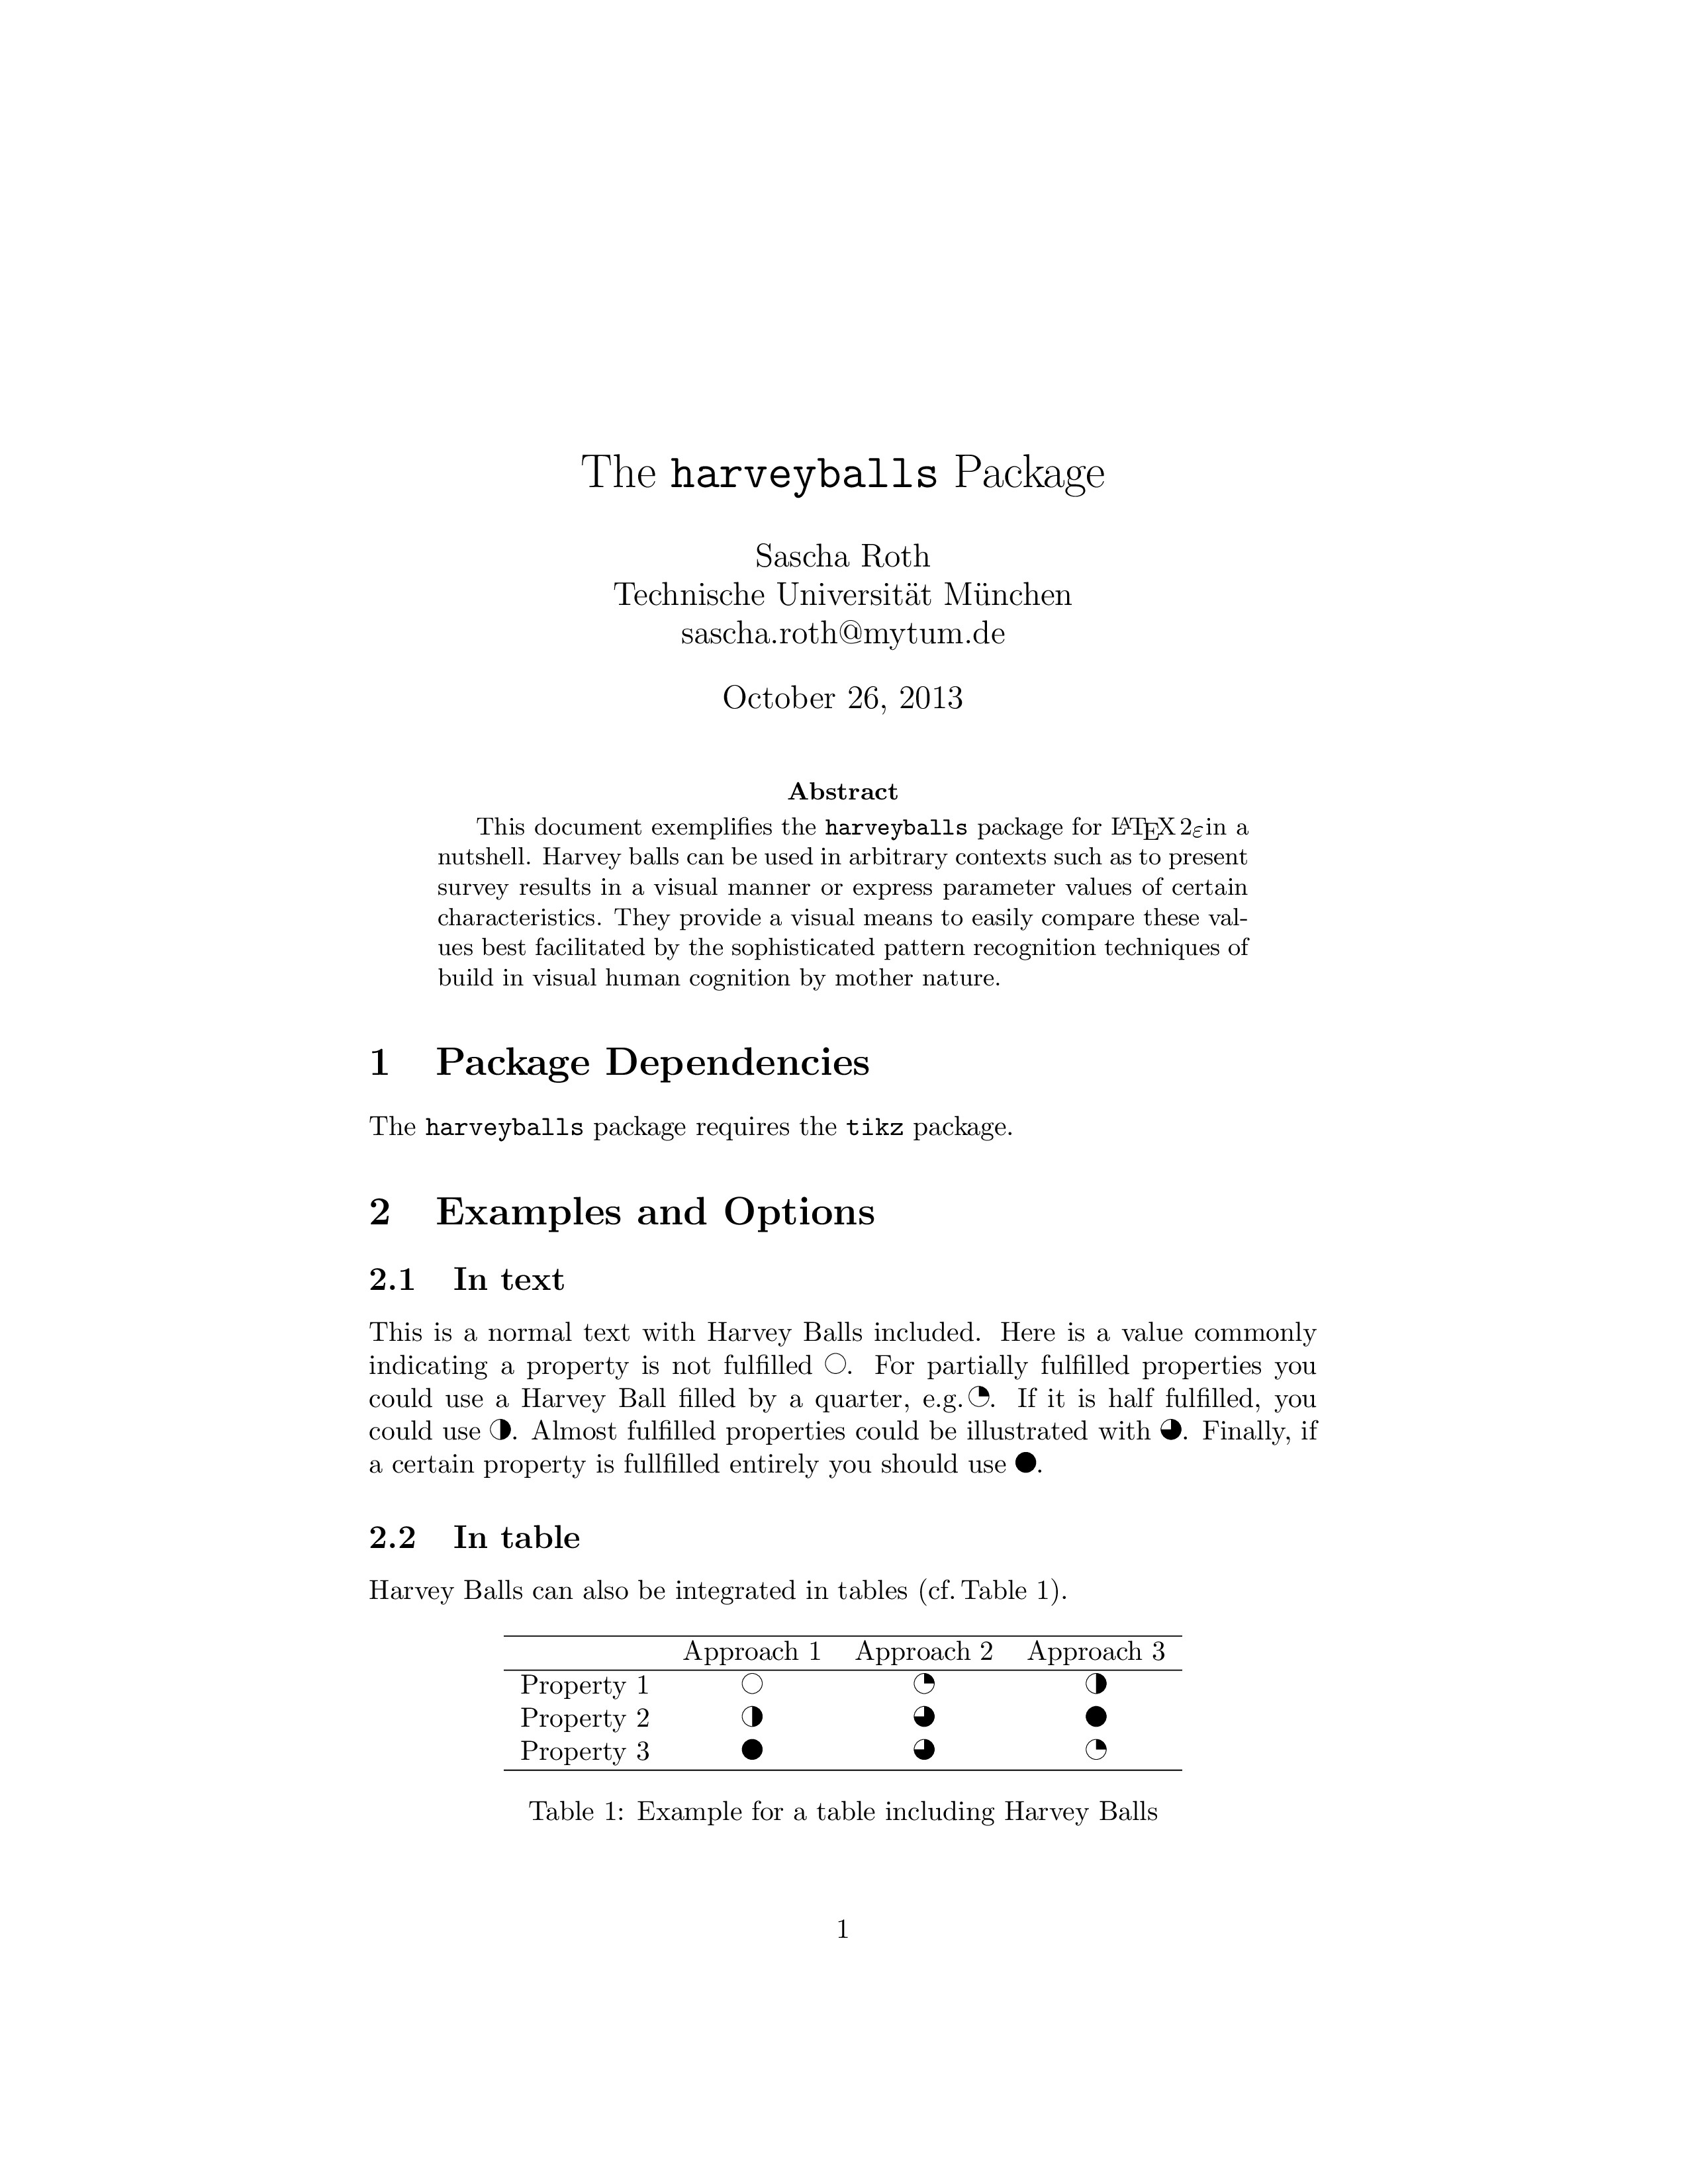 The harveyballs Package
Sascha Roth
Technische Universität München
sascha.roth@mytum.de
October 26, 2013
Abstract
This document exemplifies the harveyballs package for LATEX 2εin a
nutshell. Harvey balls can be used in arbitrary contexts such as to present
survey results in a visual manner or express parameter values of certain
characteristics. They provide a visual means to easily compare these val-
ues best facilitated by the sophisticated pattern recognition techniques of
build in visual human cognition by mother nature.
1 Package Dependencies
The harveyballs package requires the tikz package.
2 Examples and Options
2.1 In text
This is a normal text with Harvey Balls included. Here is a value commonly
indicating a property is not fulfilled ○. For partially fulfilled properties you
could use a Harvey Ball filled by a quarter, e.g. ◔. If it is half fulfilled, you
could use ◑. Almost fulfilled properties could be illustrated with ◕. Finally, if
a certain property is fullfilled entirely you should use ●.
2.2 In table
Harvey Balls can also be integrated in tables (cf. Table 1).
Approach 1 Approach 2 Approach 3
Property 1 ○ ◔ ◑
Property 2 ◑ ◕ ●
Property 3 ● ◕ ◔
Table 1: Example for a table including Harvey Balls
1